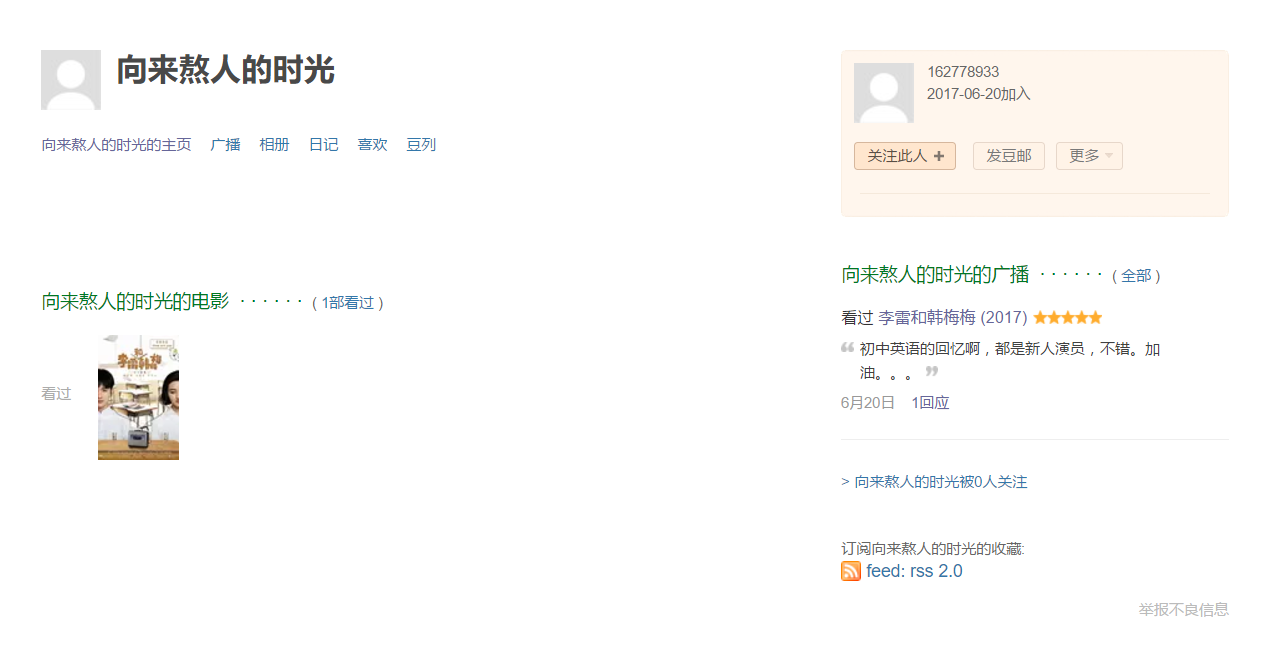 向来熬人的时光
向来熬人的时光的主页 广播 相册 日记 喜欢 豆列
向来熬人的时光的电影 · · · · · · ( 1部看过 )
看过
李雷韩梅
162778933
2017-06-20加入
关注此人 +
发豆邮
更多
向来熬人的时光的广播 · · · · · · ( 全部 )
看过 李雷和韩梅梅 (2017) ★★★★★
❝ 初中英语的回忆啊，都是新人演员，不错。加
油。。。 ❞
6月20日 1回应
> 向来熬人的时光被0人关注
订阅向来熬人的时光的收藏:
feed: rss 2.0
举报不良信息